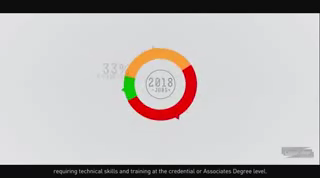 33%
2018
-JOBS-
requiring technical skills and training at the credential or Associates Degree level.